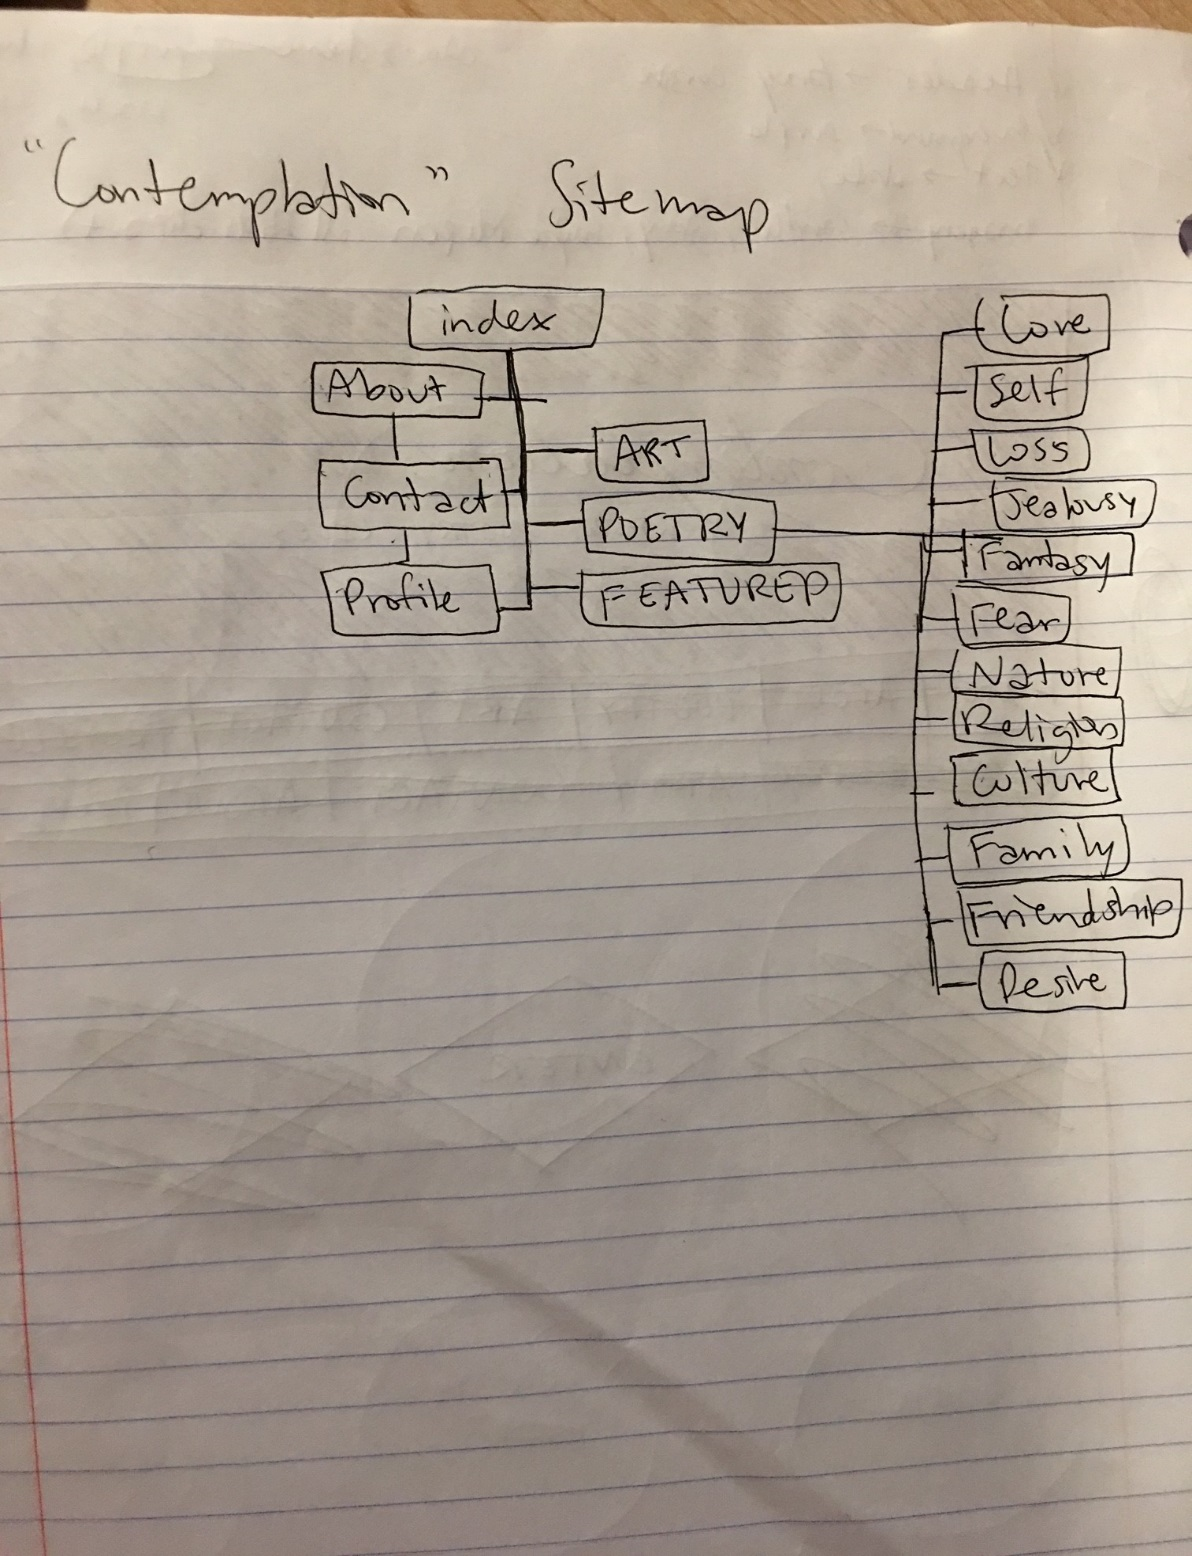 "Contemplation" Sitemap
index
About
Contact
Profile
ART
POETRY
FEATURED
Love
Self
Loss
Jealousy
Fantasy
Fear
Nature
Religion
Culture
Family
Friendship
Desire